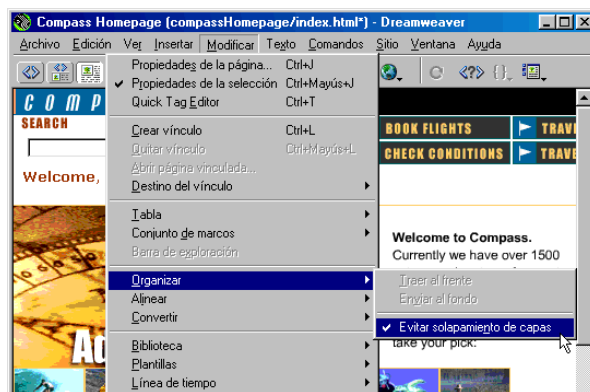 Compass Homepage (compassHomepage/index.html*) - Dreamweaver
Archivo Edición Ver Insertar Modificar Texto Comandos Sitio Ventana Ayuda
Propiedades de la página... Ctrl+J
Propiedades de la selección Ctrl+Mayús+J
Quick Tag Editor Ctrl+T
Crear vínculo Ctrl+L
Quitar vínculo Ctrl+Mayús+L
Abrir página vinculada...
Destino del vínculo
Tabla
Conjunto de marcos
Barra de exploración
Organizar
Alinear
Convertir
Biblioteca
Plantillas
Línea de tiempo
Traer al frente
Enviar al fondo
Evitar solapamiento de capas
COMP
SEARCH
Welcome,
BOOK FLIGHTS TRAV
CHECK CONDITIONS TRAV
Welcome to Compass.
Currently we have over 1500
take your pick: